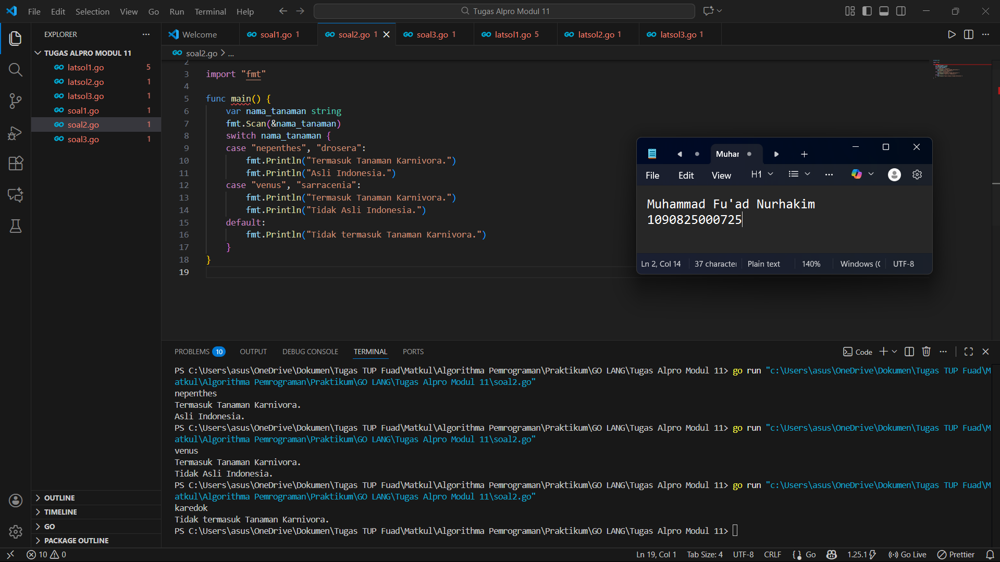 File Edit Selection View Go Run Terminal Help
Tugas Alpro Modul 11
EXPLORER
Welcome
soal1.go 1
soal2.go 1
soal3.go 1
latsol1.go 5
latsol2.go 1
latsol3.go 1
TUGAS ALPRO MODUL 11
latsol1.go 5
latsol2.go 1
latsol3.go 1
soal1.go 1
soal2.go 1
soal3.go 1
soal2.go > ...
2
3 import "fmt"
4
5 func main() {
6 var nama_tanaman string
7 fmt.Scan(&nama_tanaman)
8 switch nama_tanaman {
9 case "nepenthes", "drosera":
10 fmt.Println("Termasuk Tanaman Karnivora.")
11 fmt.Println("Asli Indonesia.")
12 case "venus", "sarracenia":
13 fmt.Println("Termasuk Tanaman Karnivora.")
14 fmt.Println("Tidak Asli Indonesia.")
15 default:
16 fmt.Println("Tidak termasuk Tanaman Karnivora.")
17 }
18 }
19
Muhar
File Edit View H1
Muhammad Fu'ad Nurhakim
1090825000725
Ln 2, Col 14 37 character Plain text 140% Windows (C UTF-8
PROBLEMS 10 OUTPUT DEBUG CONSOLE TERMINAL PORTS
Code
PS C:\Users\asus\OneDrive\Dokumen\Tugas TUP Fuad\Matkul\Algorithma Pemrograman\Praktikum\GO LANG\Tugas Alpro Modul 11> go run "c:\Users\asus\OneDrive\Dokumen\Tugas TUP Fuad\M
atkul\Algorithma Pemrograman\Praktikum\GO LANG\Tugas Alpro Modul 11\soal2.go"
nepenthes
Termasuk Tanaman Karnivora.
Asli Indonesia.
PS C:\Users\asus\OneDrive\Dokumen\Tugas TUP Fuad\Matkul\Algorithma Pemrograman\Praktikum\GO LANG\Tugas Alpro Modul 11> go run "c:\Users\asus\OneDrive\Dokumen\Tugas TUP Fuad\M
atkul\Algorithma Pemrograman\Praktikum\GO LANG\Tugas Alpro Modul 11\soal2.go"
venus
Termasuk Tanaman Karnivora.
Tidak Asli Indonesia.
PS C:\Users\asus\OneDrive\Dokumen\Tugas TUP Fuad\Matkul\Algorithma Pemrograman\Praktikum\GO LANG\Tugas Alpro Modul 11> go run "c:\Users\asus\OneDrive\Dokumen\Tugas TUP Fuad\M
atkul\Algorithma Pemrograman\Praktikum\GO LANG\Tugas Alpro Modul 11\soal2.go"
karedok
Tidak termasuk Tanaman Karnivora.
PS C:\Users\asus\OneDrive\Dokumen\Tugas TUP Fuad\Matkul\Algorithma Pemrograman\Praktikum\GO LANG\Tugas Alpro Modul 11>
OUTLINE
TIMELINE
GO
PACKAGE OUTLINE
10 0
Ln 19, Col 1 Tab Size: 4 UTF-8 CRLF {} Go 1.25.1 Go Live Prettier